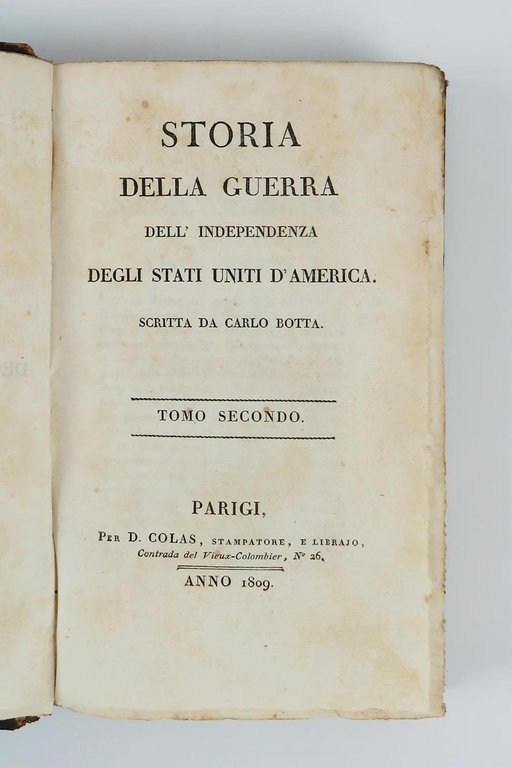 STORIA
DELLA GUERRA
DELL' INDEPENDENZA
DEGLI STATI UNITI D'AMERICA.
SCRITTA DA CARLO BOTTA.
TOMO SECONDO.
PARIGI,
Per D. COLAS, STAMPATORE, E LIBRAJO,
Contrada del Vieux-Colombier, N° 26.
ANNO 1809.